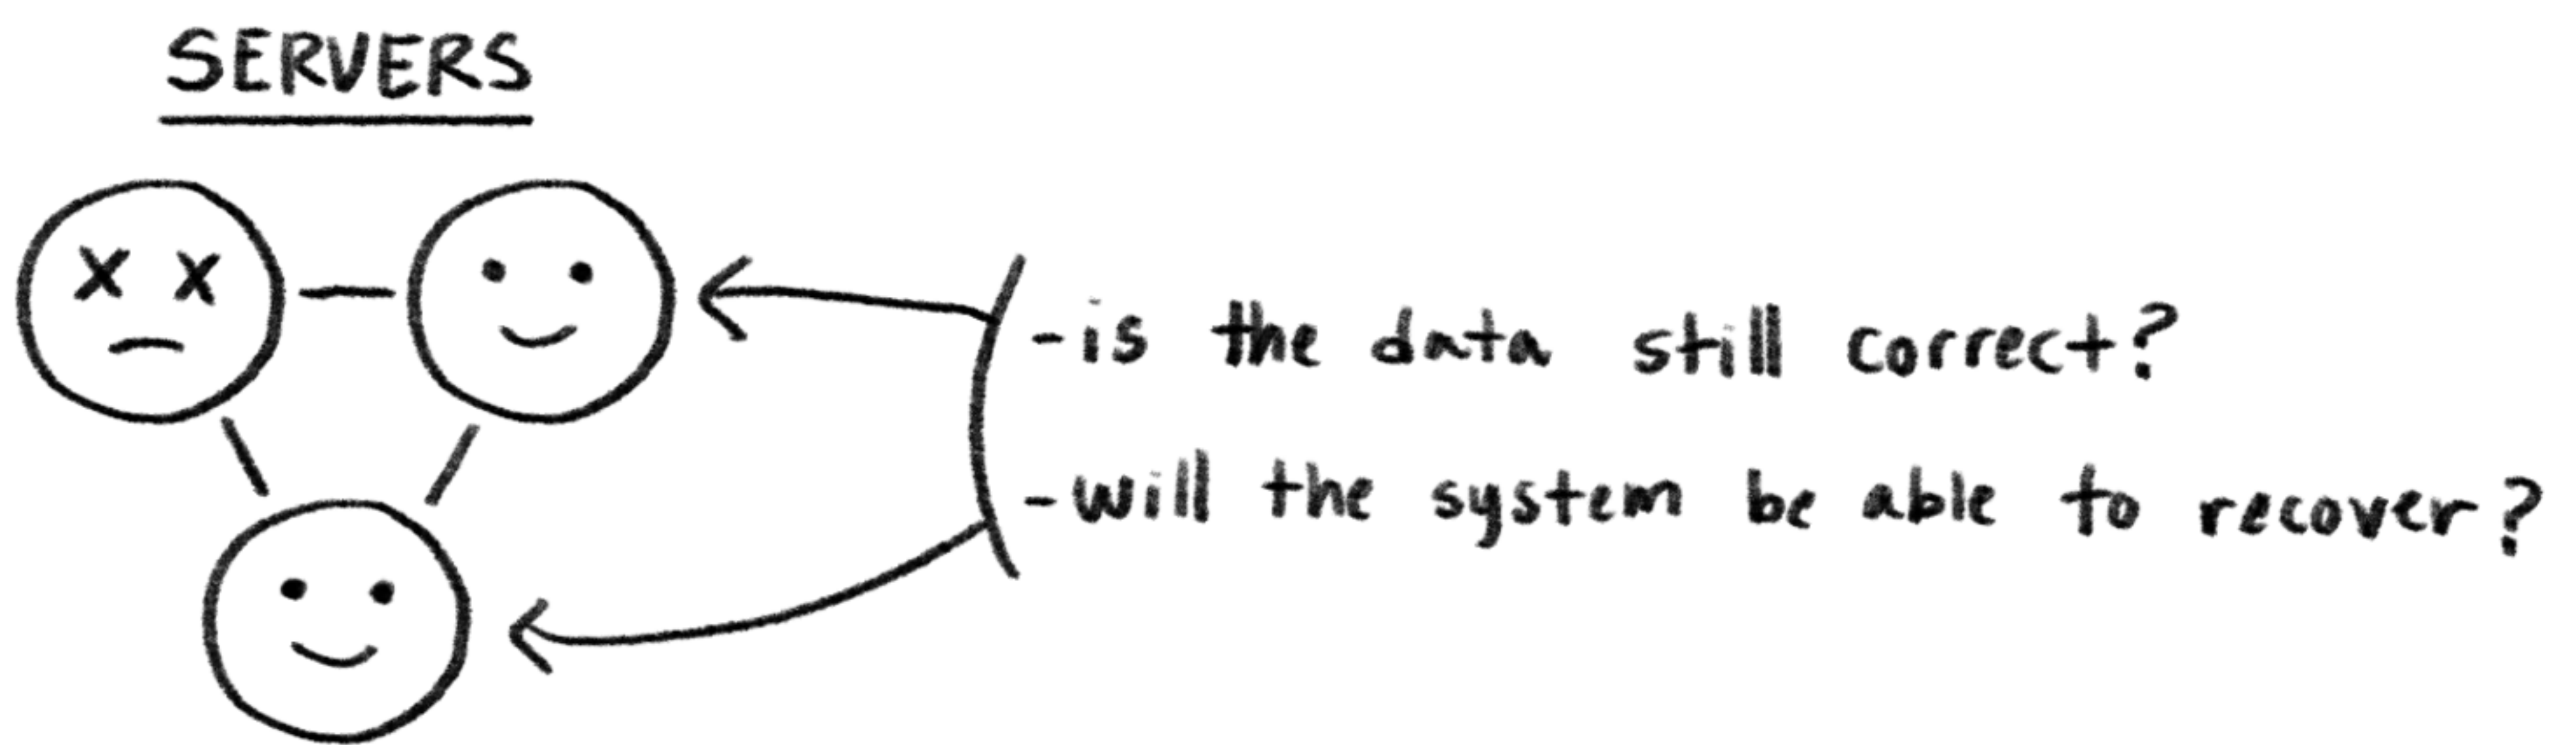 SERVERS
-is the data still correct?
-will the system be able to recover?